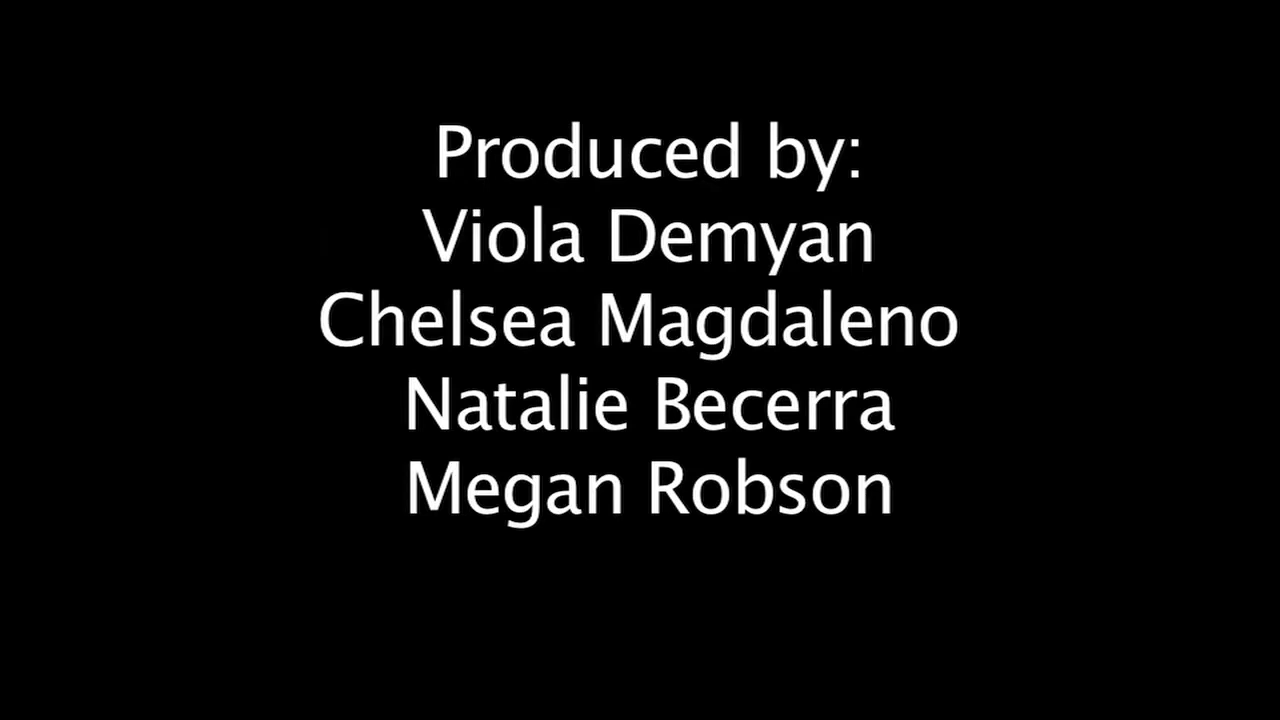 Produced by:
Viola Demyan
Chelsea Magdaleno
Natalie Becerra
Megan Robson